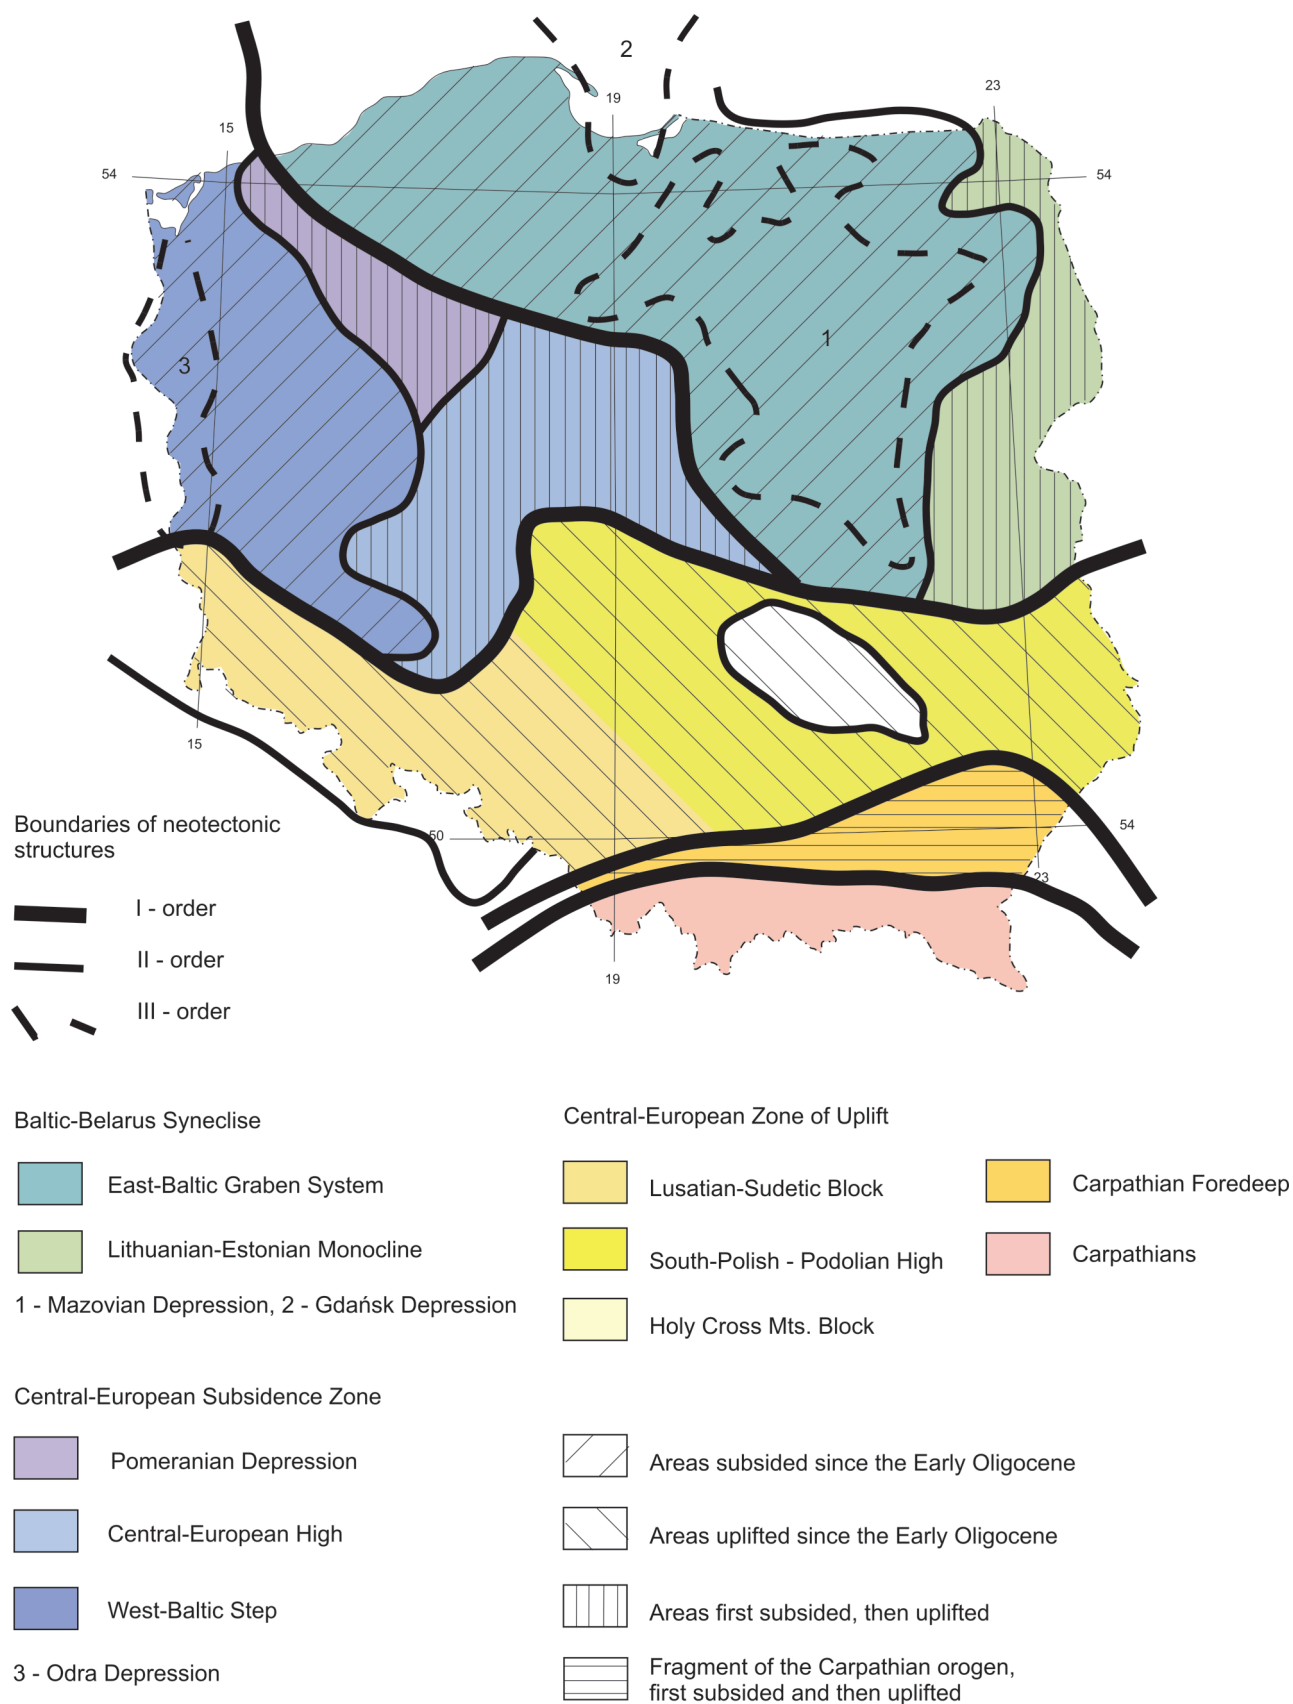 2
19
23
15
54
54
1
3
15
50
54
23
19
Boundaries of neotectonic
structures
I - order
II - order
III - order
Baltic-Belarus Syneclise
East-Baltic Graben System
Lithuanian-Estonian Monocline
1 - Mazovian Depression, 2 - Gdańsk Depression
Central-European Subsidence Zone
Pomeranian Depression
Central-European High
West-Baltic Step
3 - Odra Depression
Central-European Zone of Uplift
Lusatian-Sudetic Block
South-Polish - Podolian High
Holy Cross Mts. Block
Carpathian Foredeep
Carpathians
Areas subsided since the Early Oligocene
Areas uplifted since the Early Oligocene
Areas first subsided, then uplifted
Fragment of the Carpathian orogen,
first subsided and then uplifted